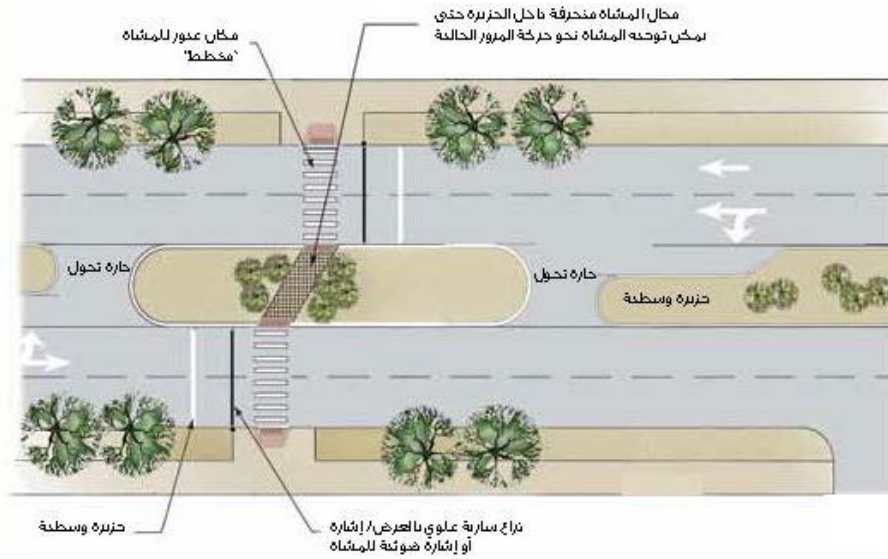 مجال المشاة منحرفة داخل الجزيرة حتى
يمكن توجيه المشاة نحو حركة المرور الحالية
مكان عبور للمشاة
"مخطط"
حارة تحول
حارة تحول
جزيرة وسطية
جزيرة وسطية
ذراع سارية علوي بالعرض/ إشارة
أو إشارة ضوئية للمشاة